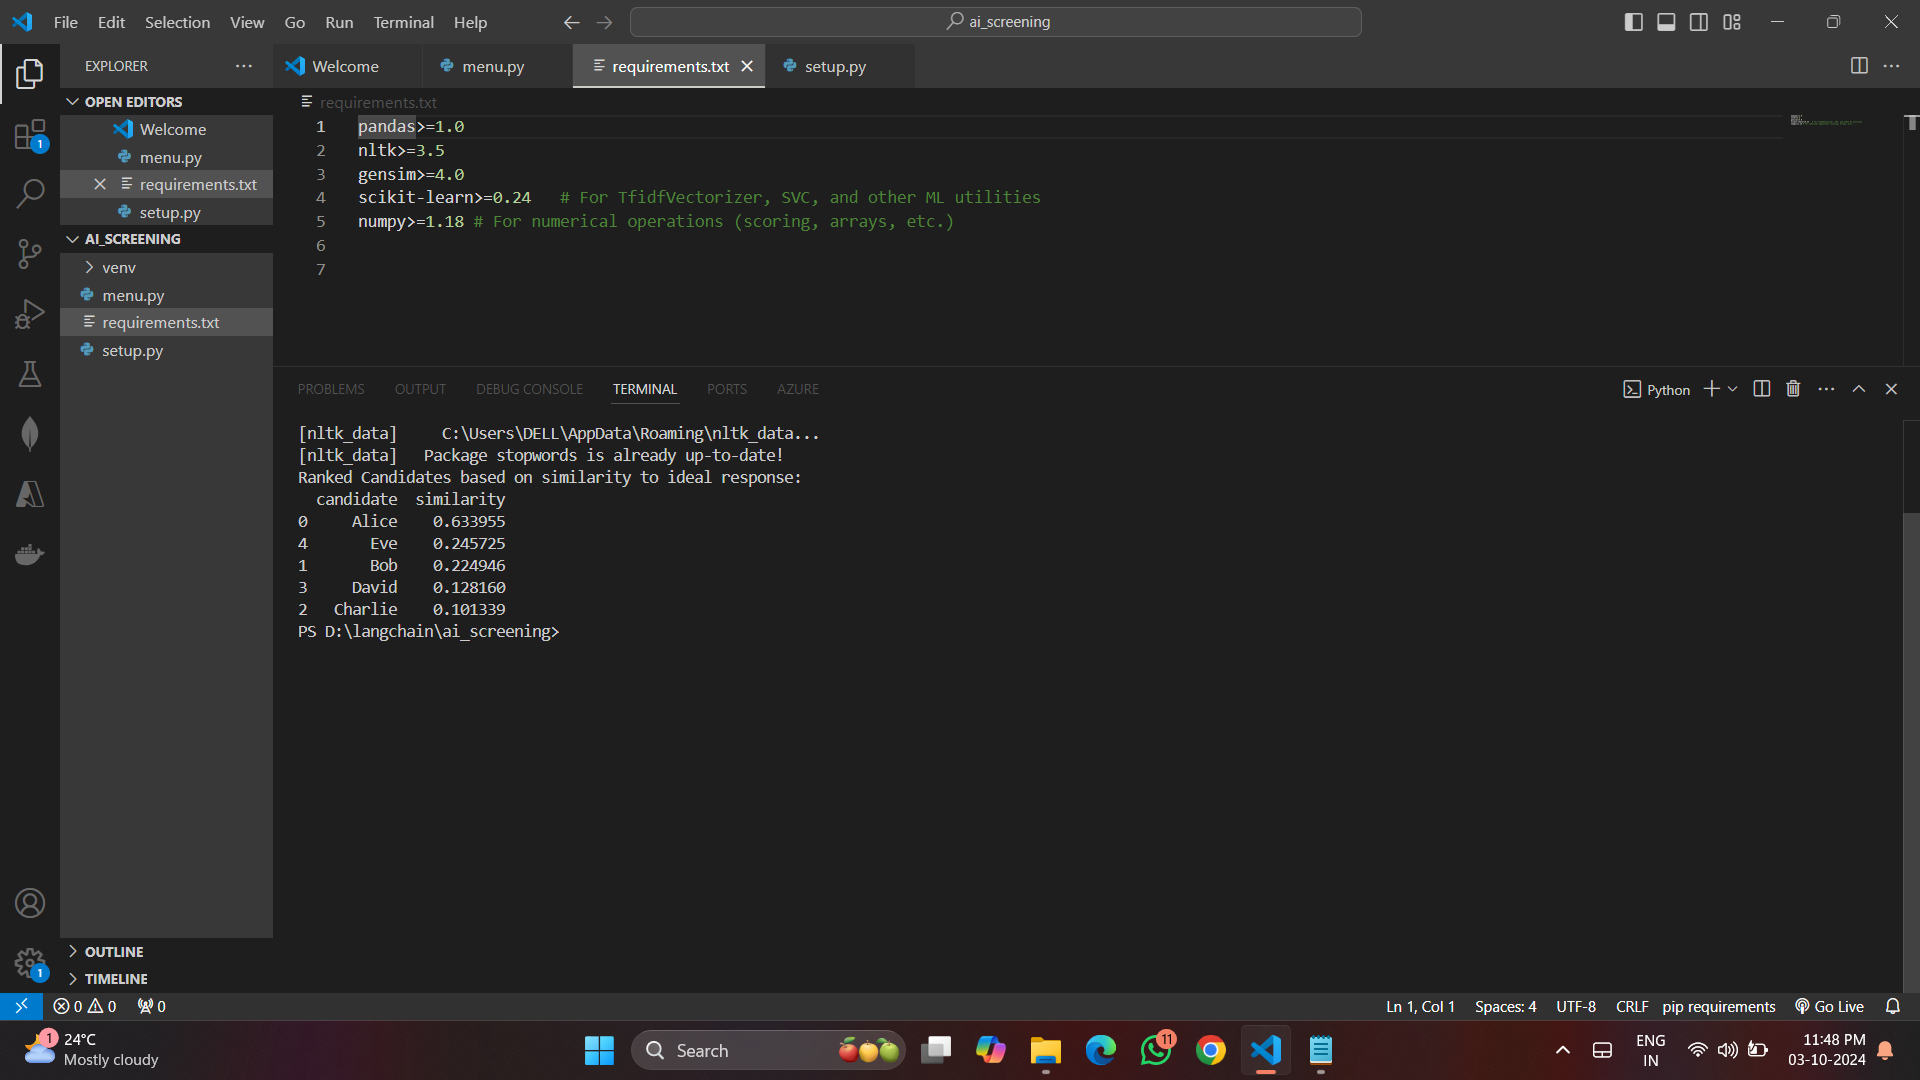 File Edit Selection View Go Run Terminal Help
ai_screening
EXPLORER
Welcome
menu.py
requirements.txt
setup.py
OPEN EDITORS
Welcome
menu.py
requirements.txt
setup.py
AI_SCREENING
venv
menu.py
requirements.txt
setup.py
OUTLINE
TIMELINE
requirements.txt
1 pandas>=1.0
2 nltk>=3.5
3 gensim>=4.0
4 scikit-learn>=0.24 # For TfidfVectorizer, SVC, and other ML utilities
5 numpy>=1.18 # For numerical operations (scoring, arrays, etc.)
6
7
PROBLEMS OUTPUT DEBUG CONSOLE TERMINAL PORTS AZURE
Python
[nltk_data] C:\Users\DELL\AppData\Roaming\nltk_data...
[nltk_data] Package stopwords is already up-to-date!
Ranked Candidates based on similarity to ideal response:
candidate similarity
0 Alice 0.633955
4 Eve 0.245725
1 Bob 0.224946
3 David 0.128160
2 Charlie 0.101339
PS D:\langchain\ai_screening>
1
1
0 0 0
Ln 1, Col 1 Spaces: 4 UTF-8 CRLF pip requirements Go Live
1
24°C
Mostly cloudy
Search
11
ENG
IN
11:48 PM
03-10-2024